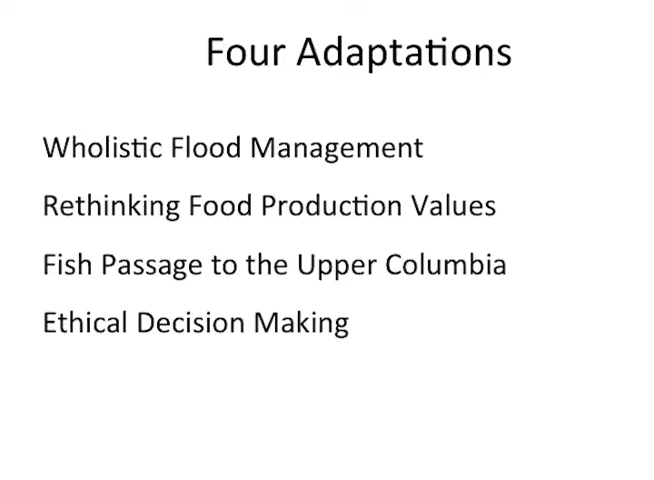 Four Adaptations
Wholistic Flood Management
Rethinking Food Production Values
Fish Passage to the Upper Columbia
Ethical Decision Making